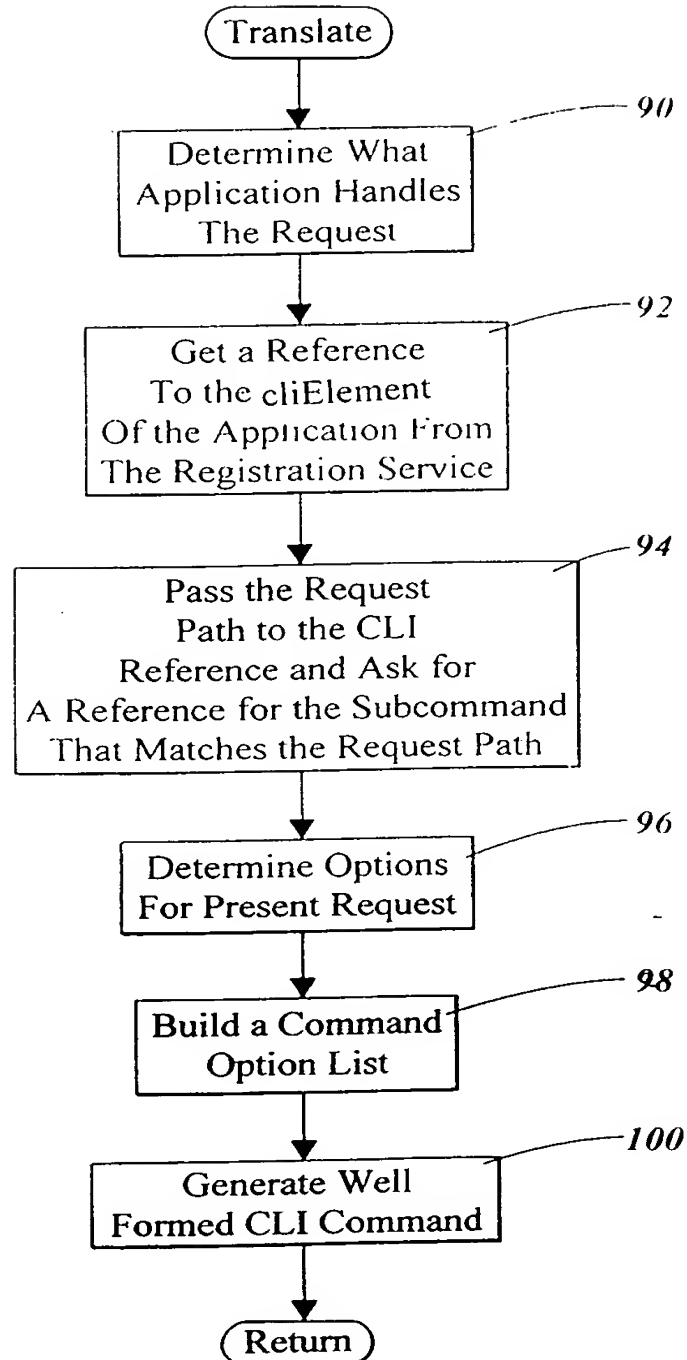 Translate
90
Determine What
Application Handles
The Request
92
Get a Reference
To the cliElement
Of the Application From
The Registration Service
94
Pass the Request
Path to the CLI
Reference and Ask for
A Reference for the Subcommand
That Matches the Request Path
96
Determine Options
For Present Request
98
Build a Command
Option List
100
Generate Well
Formed CLI Command
Return